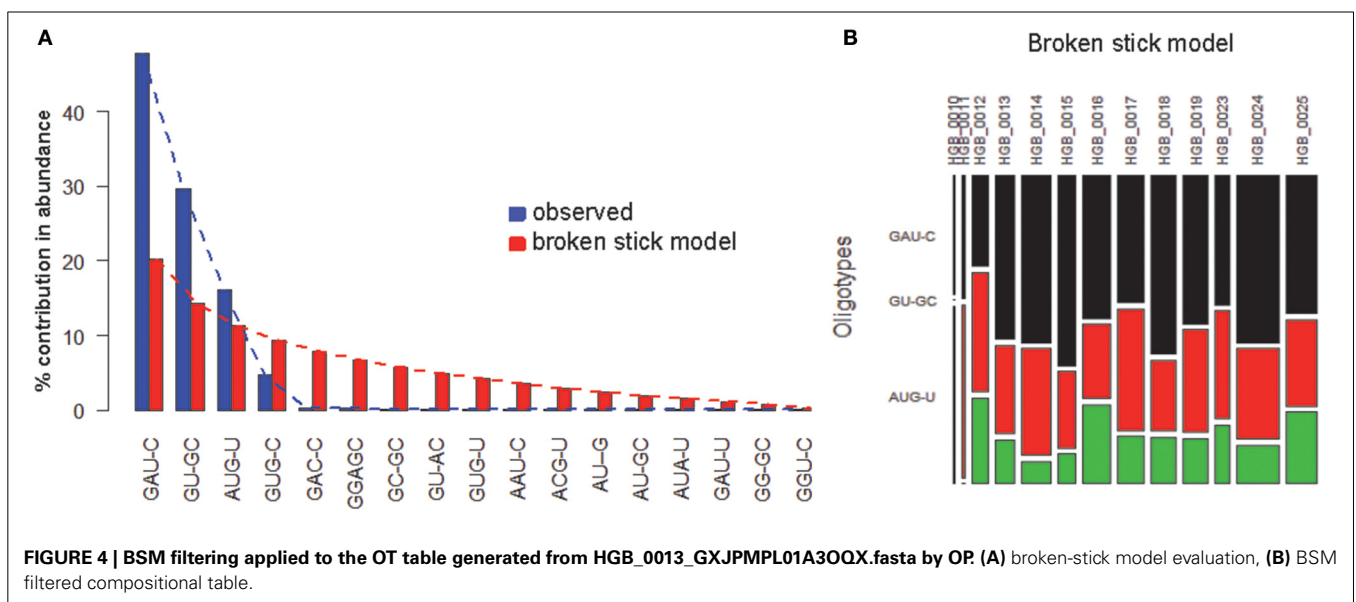 A
% contribution in abundance
40
30
20
10
0
observed
broken stick model
GAU-C
GU-GC
AUG-U
GUG-C
GAC-C
GGAGC
GC-GC
GU-AC
GUG-U
AAU-C
ACG-U
AU--G
AU-GC
AUA-U
GAU-U
GG-GC
GGU-C
B
Broken stick model
HGB_0010
HGB_0011
HGB_0012
HGB_0013
HGB_0014
HGB_0015
HGB_0016
HGB_0017
HGB_0018
HGB_0019
HGB_0023
HGB_0024
HGB_0025
Oligotypes
GAU-C
GU-GC
AUG-U
FIGURE 4 | BSM filtering applied to the OT table generated from HGB_0013_GXJPMPL01A3OQX.fasta by OP. (A) broken-stick model evaluation, (B) BSM
filtered compositional table.